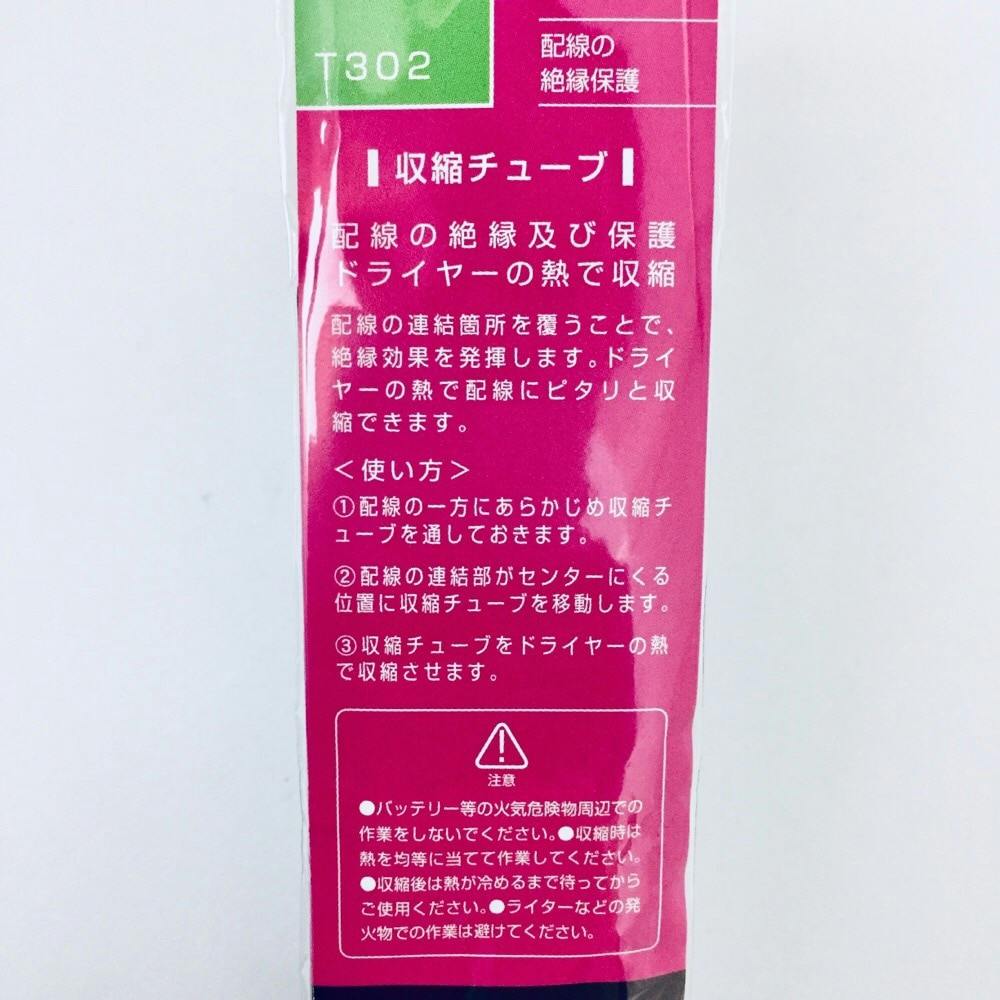 T302
配線の
絶縁保護
収縮チューブ
配線の絶縁及び保護
ドライヤーの熱で収縮
配線の連結箇所を覆うことで、
絶縁効果を発揮します。ドライ
ヤーの熱で配線にピタリと収
縮できます。
＜使い方＞
①配線の一方にあらかじめ収縮チ
ューブを通しておきます。
②配線の連結部がセンターにくる
位置に収縮チューブを移動します。
③収縮チューブをドライヤーの熱
で収縮させます。
注意
●バッテリー等の火気危険物周辺での
作業をしないでください。●収縮時は
熱を均等に当てて作業してください。
●収縮後は熱が冷めるまで待ってから
ご使用ください。●ライターなどの発
火物での作業は避けてください。